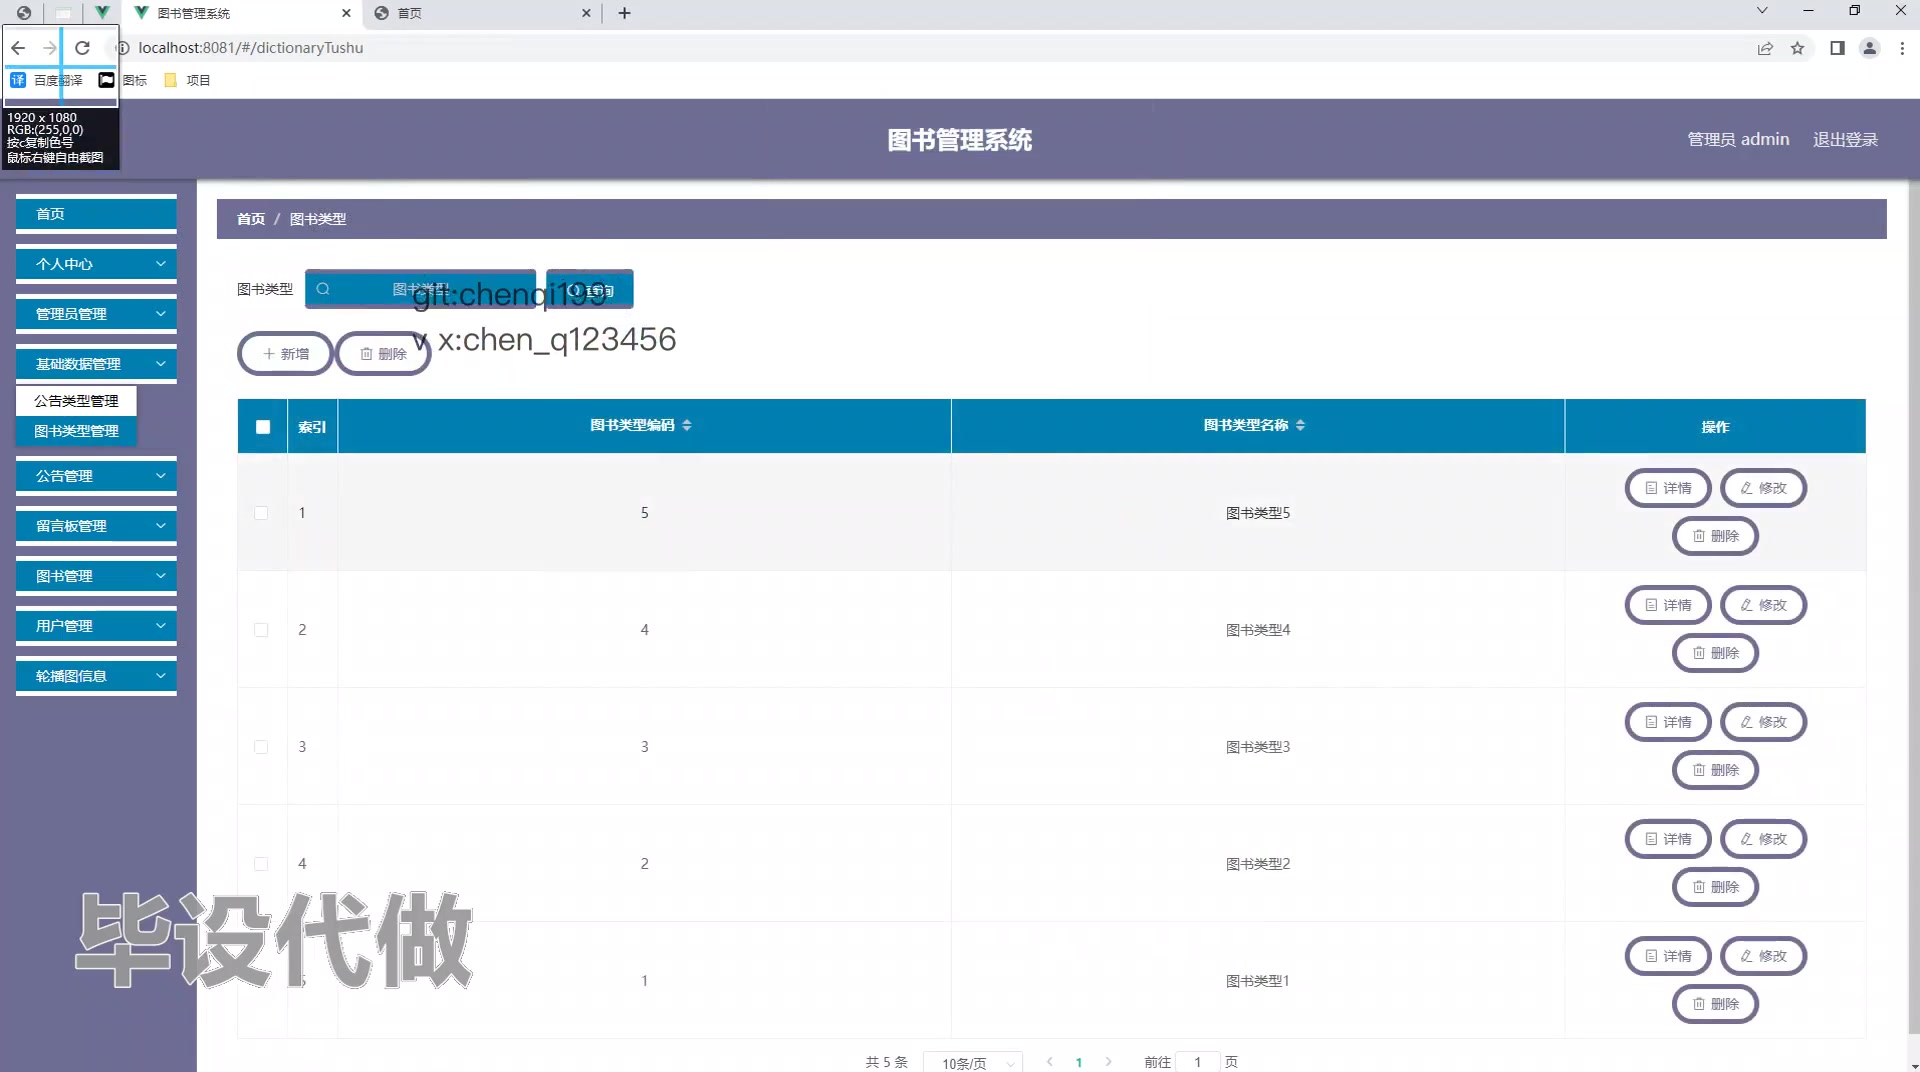 图书管理系统
首页
localhost:8081/#/dictionaryTushu
百度翻译
图标
项目
1920 x 1080
RGB:(255,0,0)
按c复制色号
鼠标右键自由截图
图书管理系统
管理员 admin
退出登录
首页
个人中心
管理员管理
基础数据管理
公告类型管理
图书类型管理
公告管理
留言板管理
图书管理
用户管理
轮播图信息
首页 / 图书类型
图书类型
图书类型
查询
git:chenqi199
v x:chen_q123456
新增
删除
索引 图书类型编码 图书类型名称 操作
1 5 图书类型5 详情 修改
删除
2 4 图书类型4 详情 修改
删除
3 3 图书类型3 详情 修改
删除
4 2 图书类型2 详情 修改
删除
5 1 图书类型1 详情 修改
删除
毕设代做
共 5 条 10条/页 1 前往 1 页